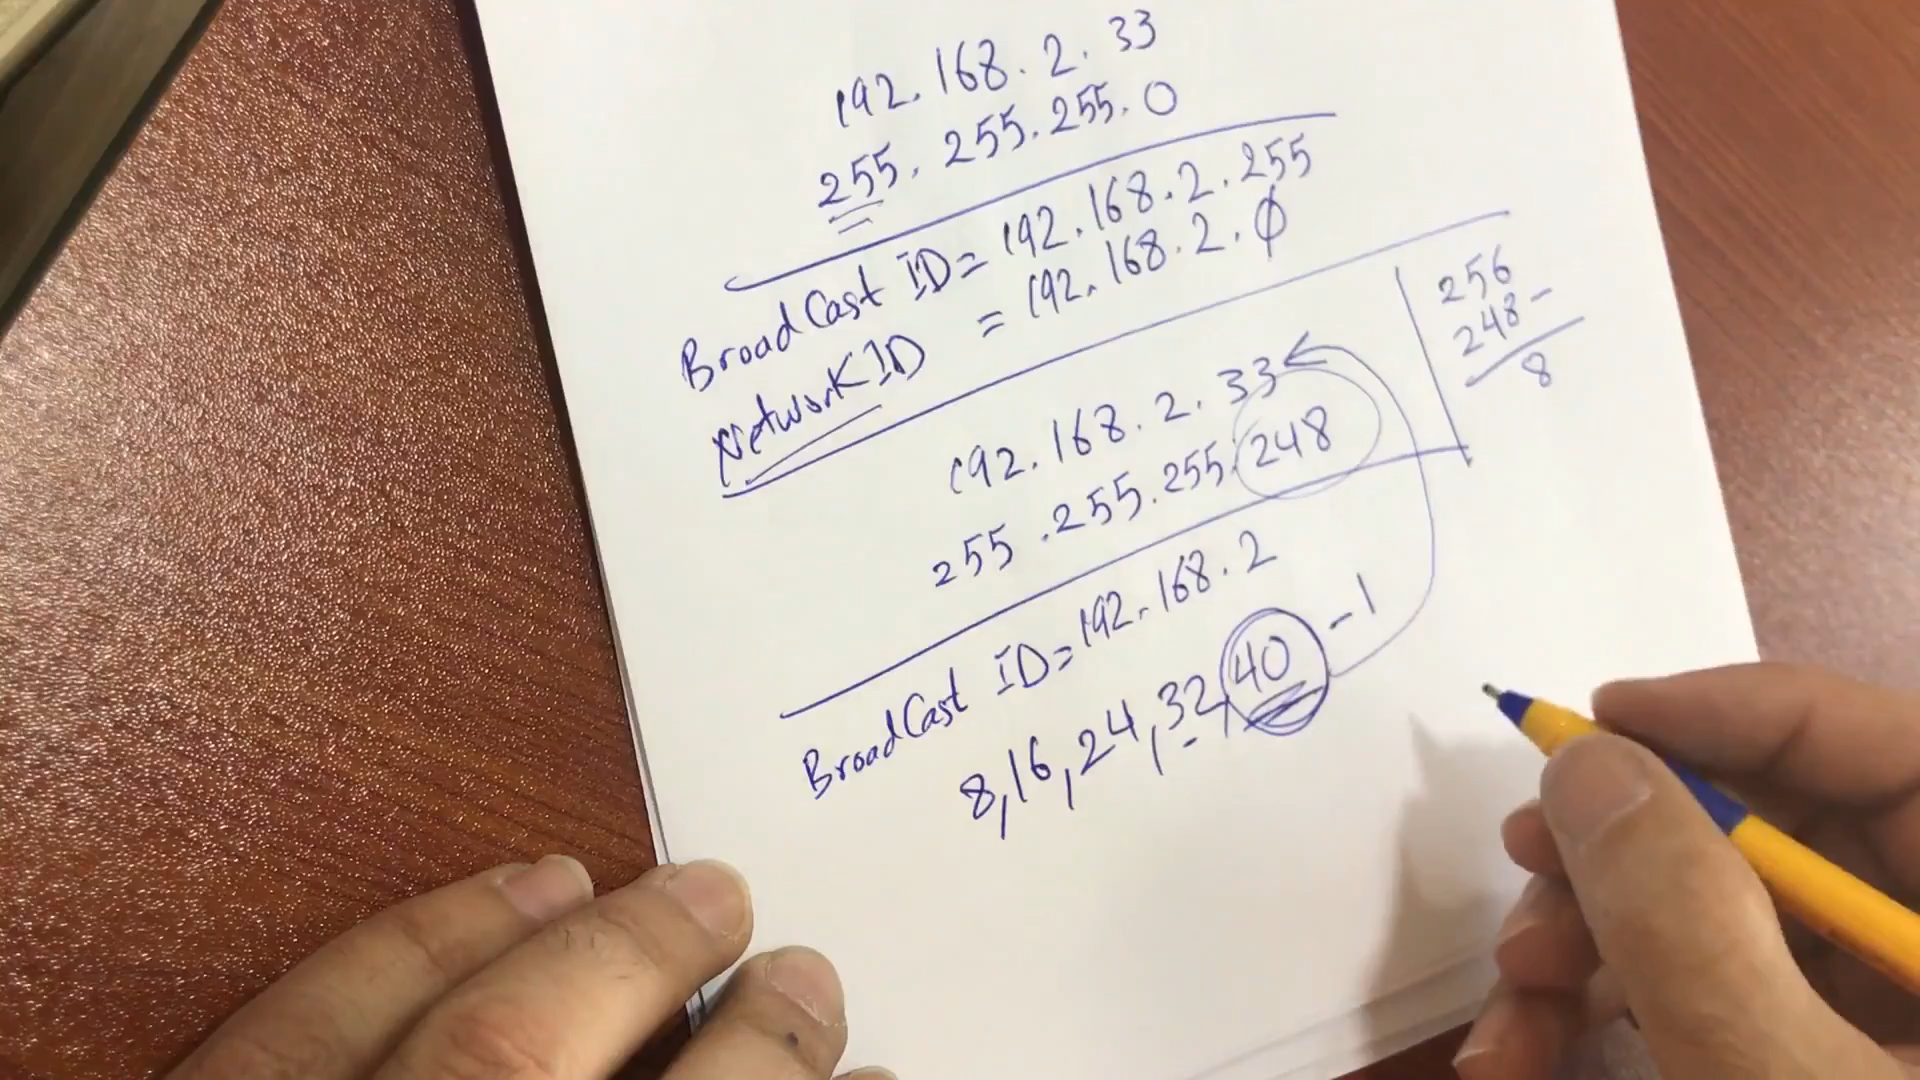 192.168.2.33
255.255.255.0
BroadCast ID = 192.168.2.255
Network ID = 192.168.2.0
256
248 -
8
192.168.2.33
255.255.255.248
BroadCast ID = 192.168.2
8,16,24,32,40 - 1